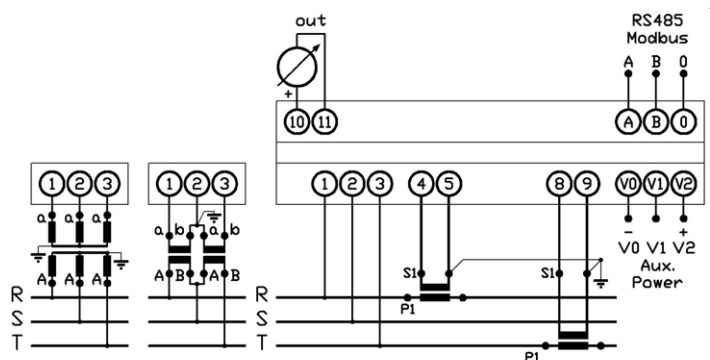 out
RS485
Modbus
A B 0
+
10 11
A B 0
1 2 3
1 2 3
1 2 3 4 5 8 9 V0 V1 V2
a a a
a b a b
- +
V0 V1 V2
Aux.
Power
A A A
A B A B
S1
S1
R
R
P1
S
S
T
T
P1